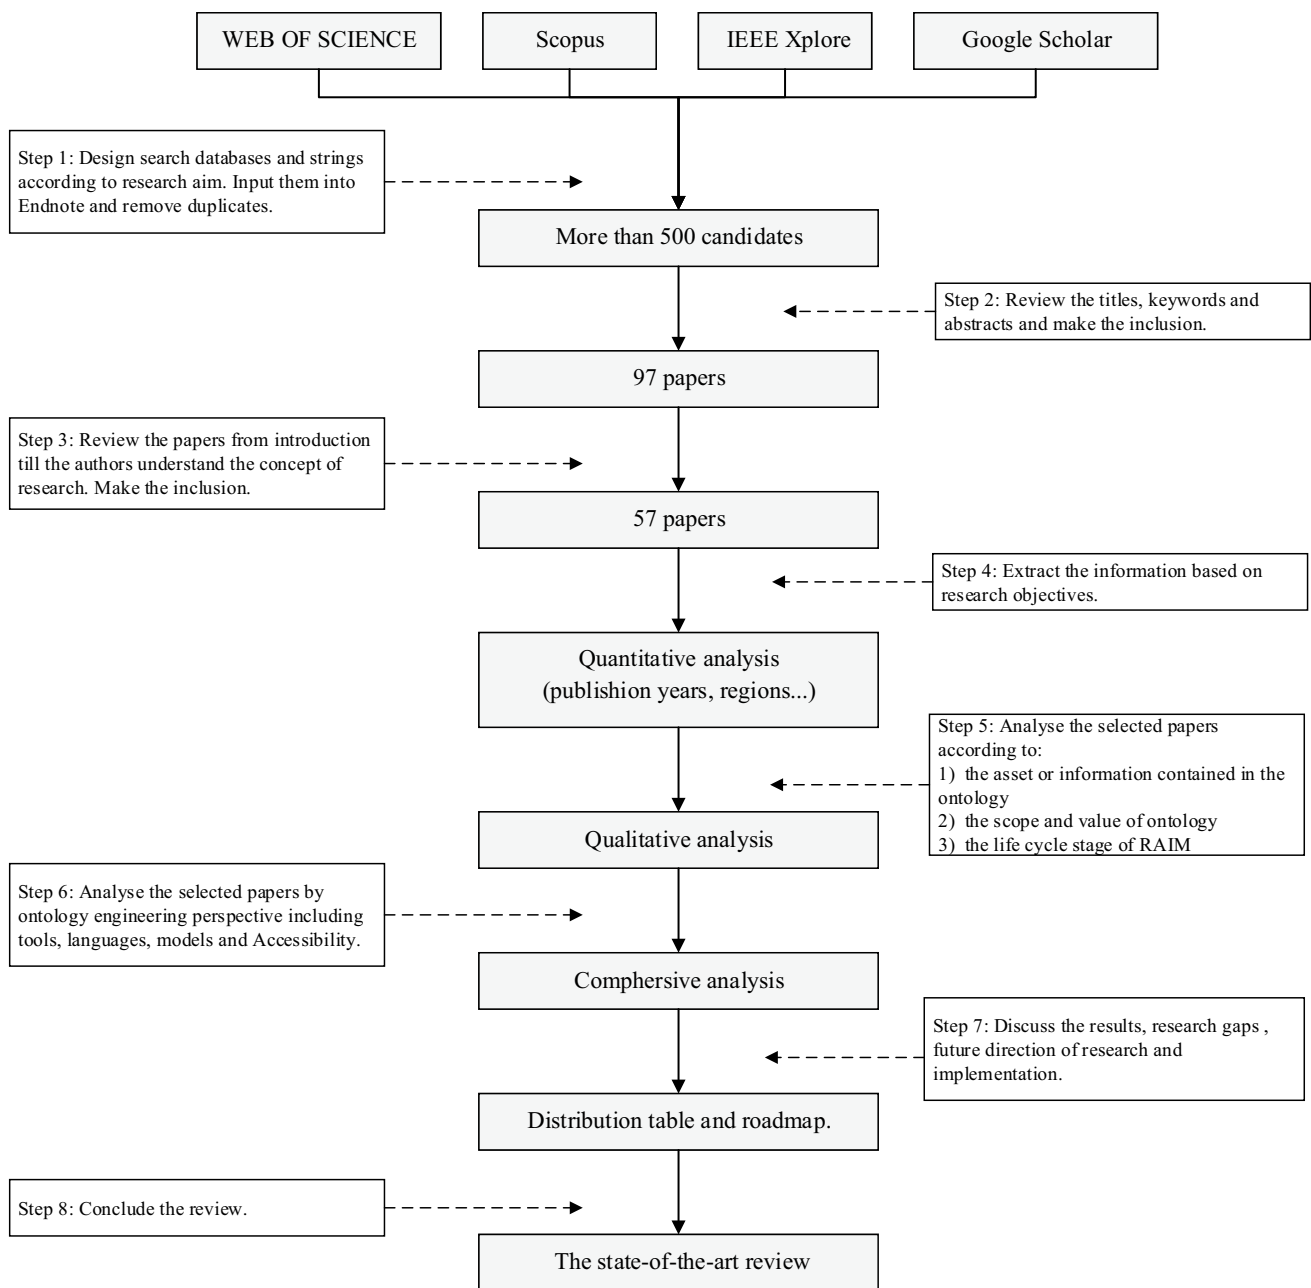 WEB OF SCIENCE
Scopus
IEEE Xplore
Google Scholar
Step 1: Design search databases and strings
according to research aim. Input them into
Endnote and remove duplicates.
More than 500 candidates
Step 2: Review the titles, keywords and
abstracts and make the inclusion.
97 papers
Step 3: Review the papers from introduction
till the authors understand the concept of
research. Make the inclusion.
57 papers
Step 4: Extract the information based on
research objectives.
Quantitative analysis
(publishion years, regions...)
Step 5: Analyse the selected papers
according to:
1) the asset or information contained in the
ontology
2) the scope and value of ontology
3) the life cycle stage of RAIM
Qualitative analysis
Step 6: Analyse the selected papers by
ontology engineering perspective including
tools, languages, models and Accessibility.
Comphersive analysis
Step 7: Discuss the results, research gaps ,
future direction of research and
implementation.
Distribution table and roadmap.
Step 8: Conclude the review.
The state-of-the-art review